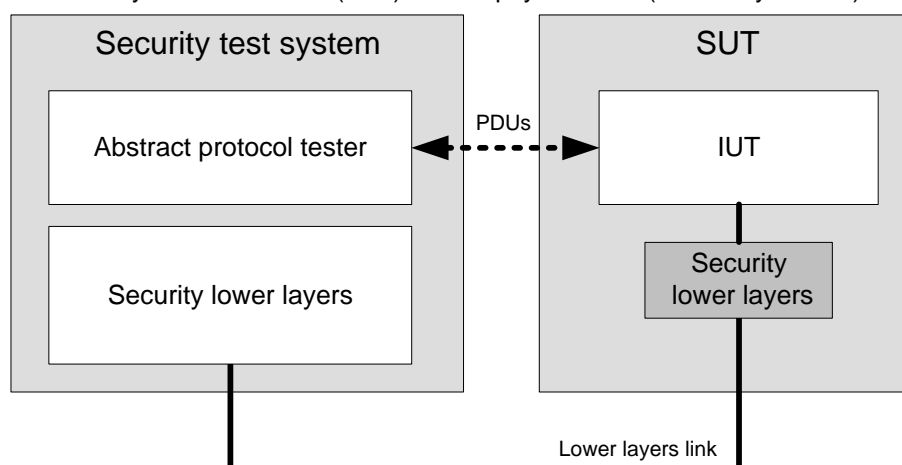 Security test system
SUT
Abstract protocol tester
PDUs
IUT
Security lower layers
Security
lower layers
Lower layers link